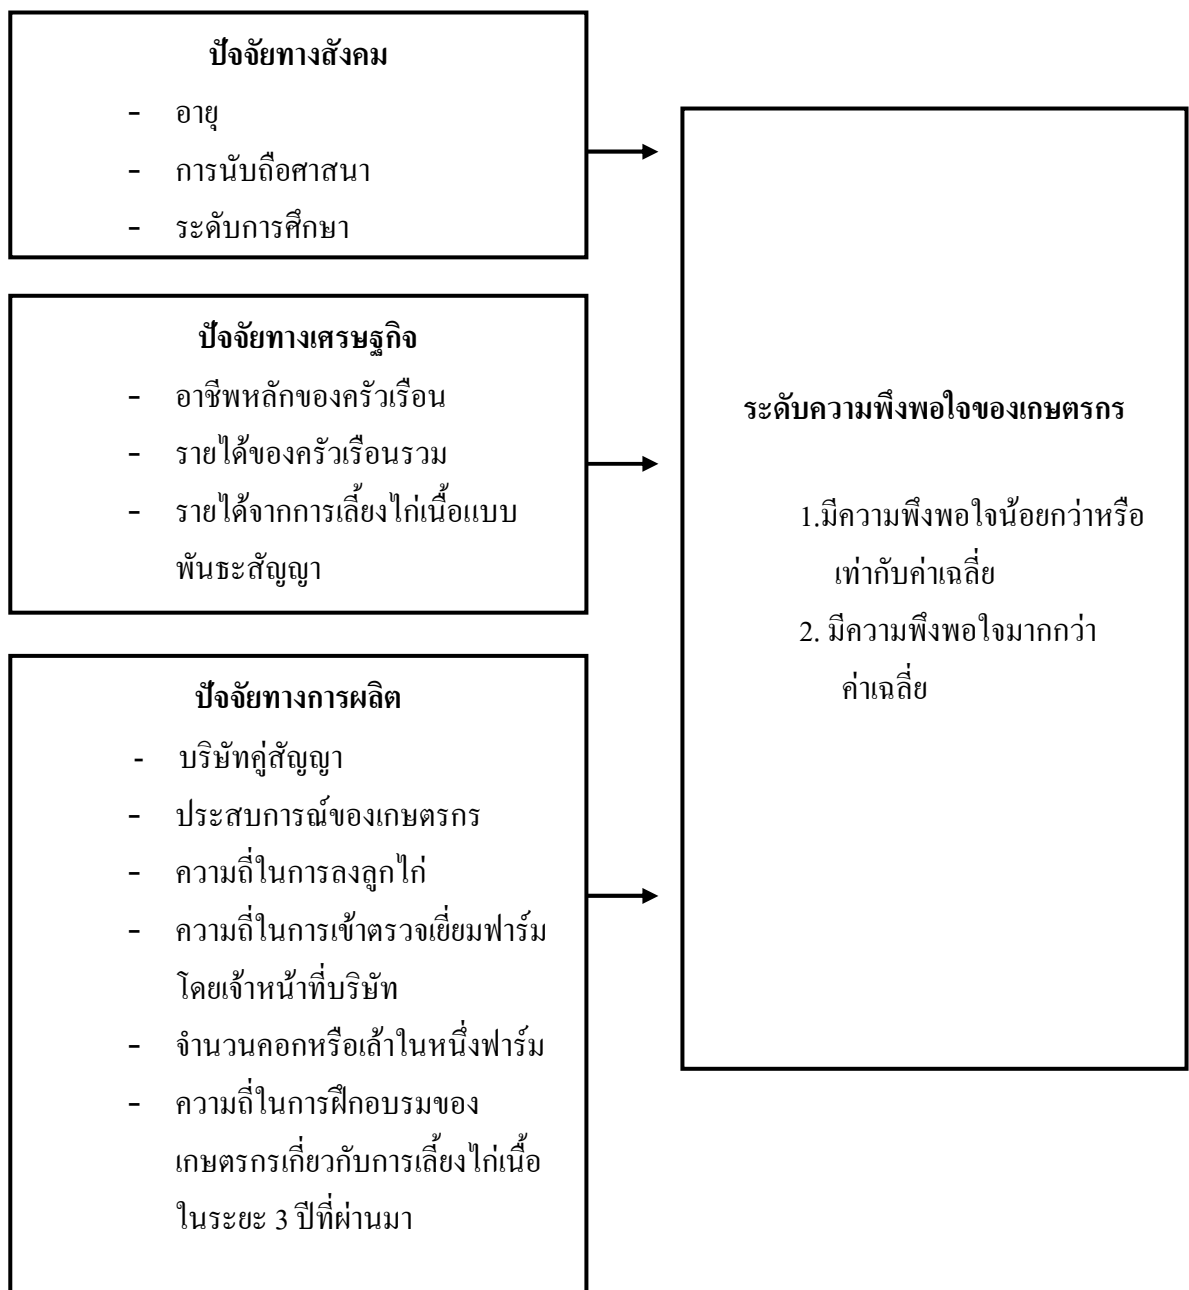 ปัจจัยทางสังคม
- อายุ
- การนับถือศาสนา
- ระดับการศึกษา
ปัจจัยทางเศรษฐกิจ
- อาชีพหลักของครัวเรือน
- รายได้ของครัวเรือนรวม
- รายได้จากการเลี้ยงไก่เนื้อแบบ
พันธะสัญญา
ปัจจัยทางการผลิต
- บริษัทคู่สัญญา
- ประสบการณ์ของเกษตรกร
- ความถี่ในการลงลูกไก่
- ความถี่ในการเข้าตรวจเยี่ยมฟาร์ม
โดยเจ้าหน้าที่บริษัท
- จำนวนคอกหรือเล้าในหนึ่งฟาร์ม
- ความถี่ในการฝึกอบรมของ
เกษตรกรเกี่ยวกับการเลี้ยงไก่เนื้อ
ในระยะ 3 ปีที่ผ่านมา
ระดับความพึงพอใจของเกษตรกร
1.มีความพึงพอใจน้อยกว่าหรือ
เท่ากับค่าเฉลี่ย
2. มีความพึงพอใจมากกว่า
ค่าเฉลี่ย